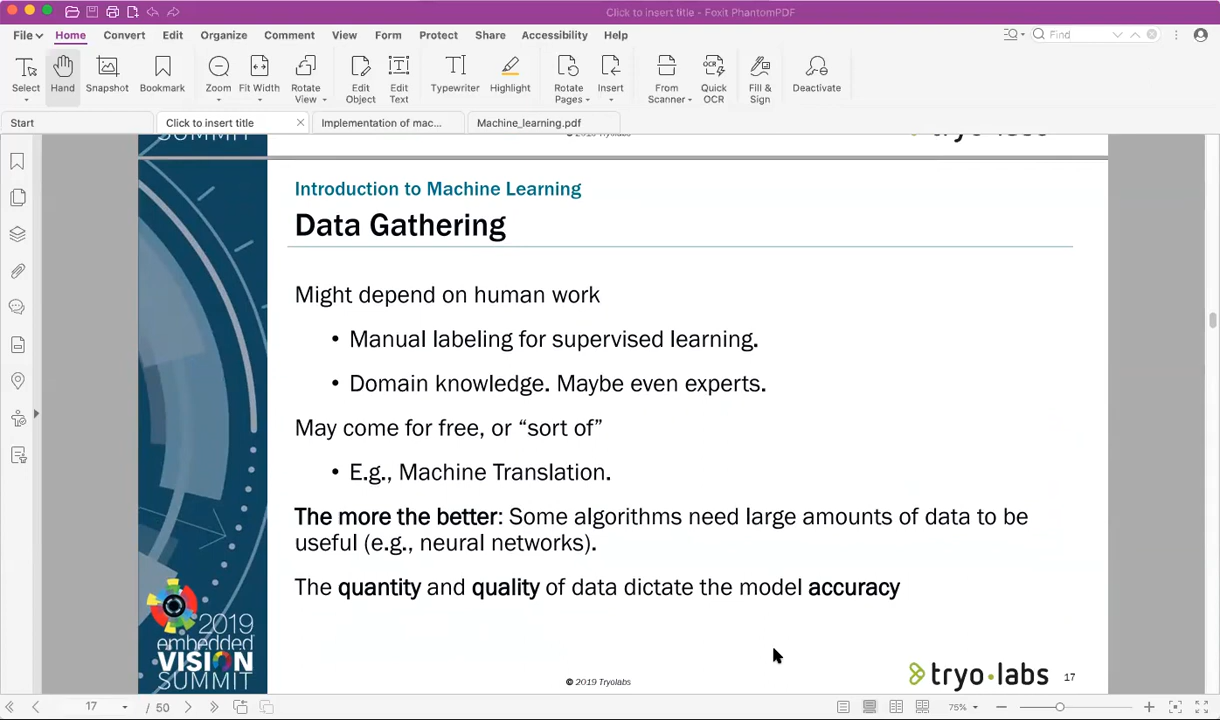 Click to insert title - Foxit PhantomPDF
File Home Convert Edit Organize Comment View Form Protect Share Accessibility Help Find
Select Hand Snapshot Bookmark Zoom Fit Width Rotate View Edit Object Edit Text Typewriter Highlight Rotate Pages Insert From Scanner Quick OCR Fill & Sign Deactivate
Start Click to insert title Implementation of mac... Machine_learning.pdf
Introduction to Machine Learning
Data Gathering
Might depend on human work
• Manual labeling for supervised learning.
• Domain knowledge. Maybe even experts.
May come for free, or “sort of”
• E.g., Machine Translation.
The more the better: Some algorithms need large amounts of data to be
useful (e.g., neural networks).
The quantity and quality of data dictate the model accuracy
2019
embedded
VISION
SUMMIT
© 2019 Tryolabs
tryo·labs
17
17 / 50
75%